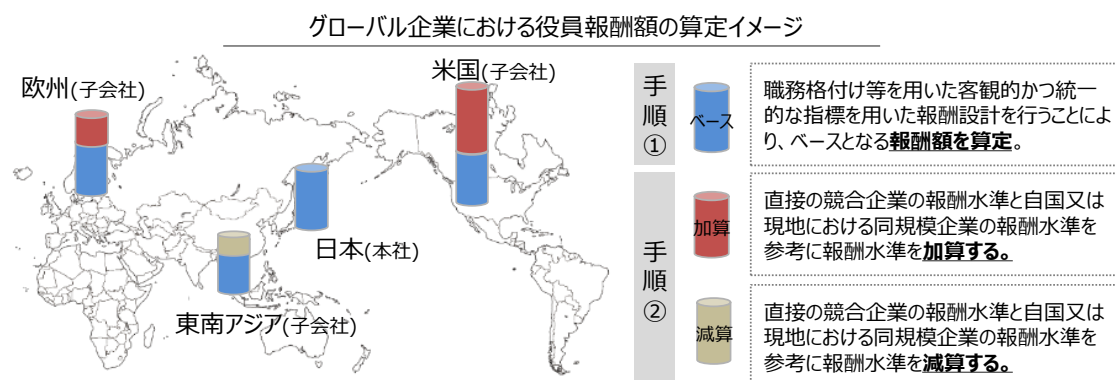 グローバル企業における役員報酬額の算定イメージ
欧州(子会社)
米国(子会社)
日本(本社)
東南アジア(子会社)
手順①
ベース
職務格付け等を用いた客観的かつ統一
的な指標を用いた報酬設計を行うことによ
り、ベースとなる報酬額を算定。
手順②
加算
直接の競合企業の報酬水準と自国又は
現地における同規模企業の報酬水準を
参考に報酬水準を加算する。
減算
直接の競合企業の報酬水準と自国又は
現地における同規模企業の報酬水準を
参考に報酬水準を減算する。